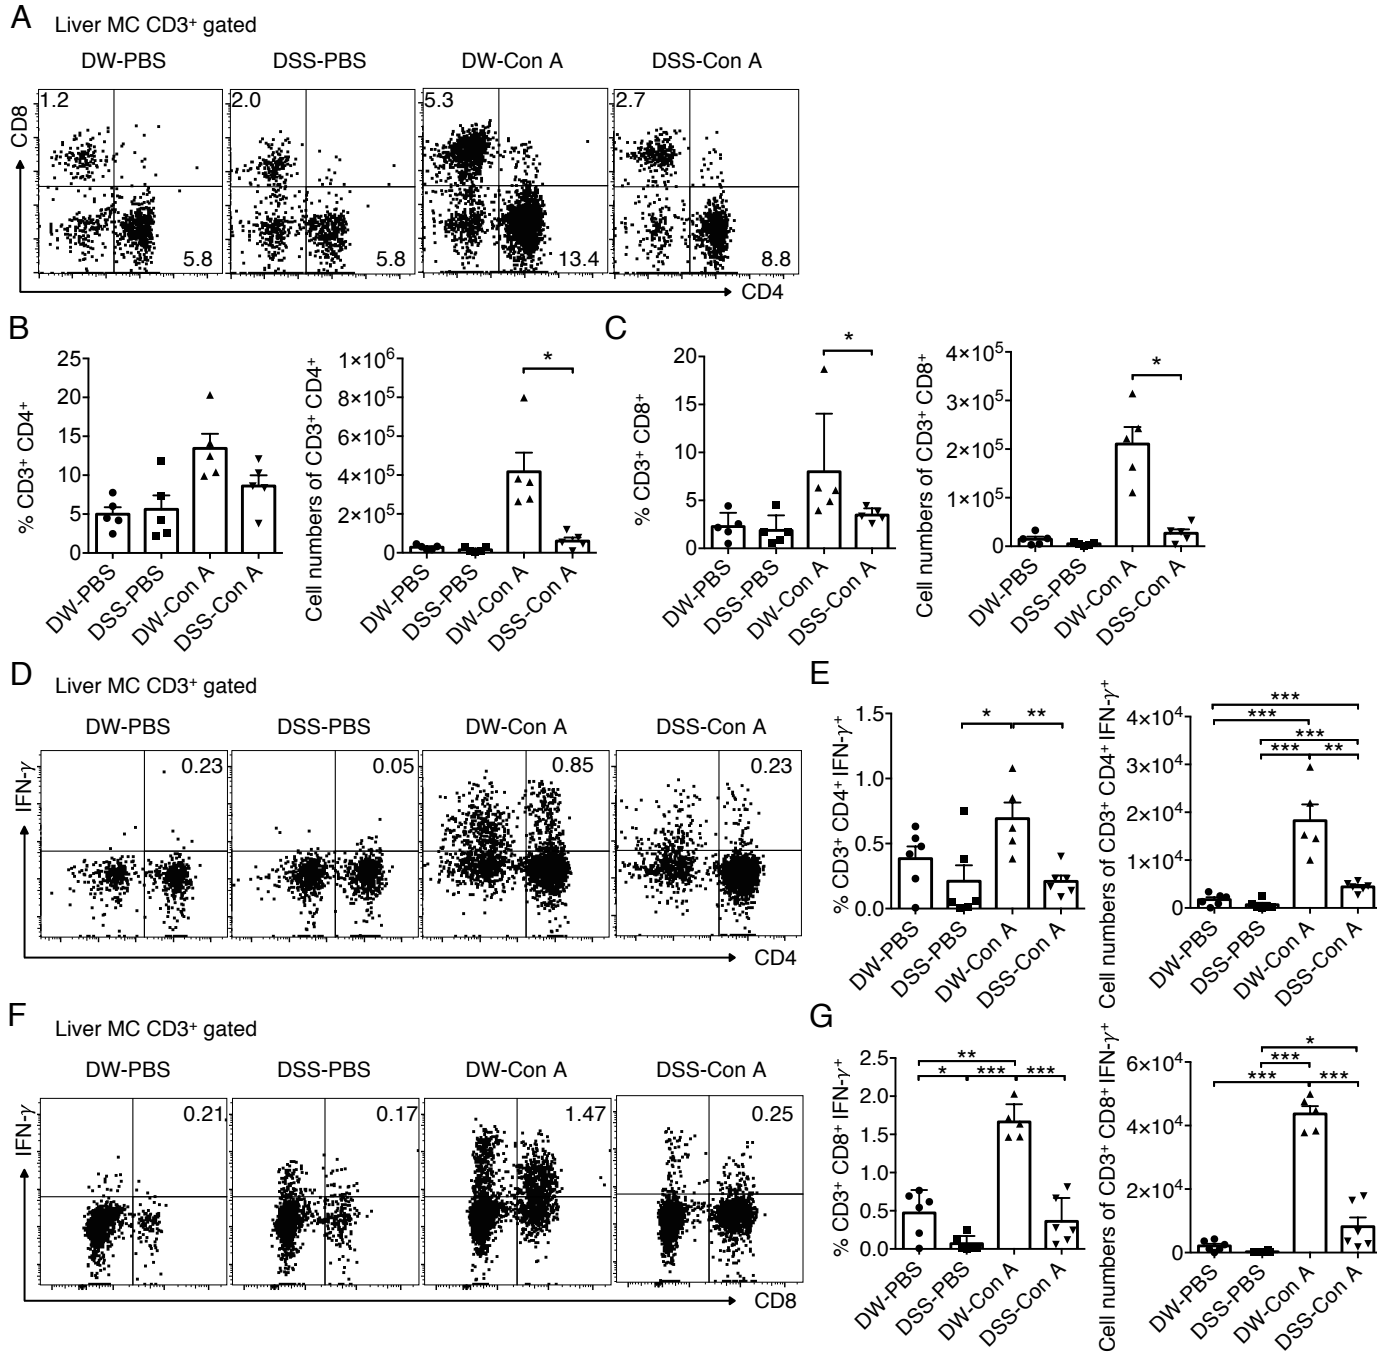 A
Liver MC CD3⁺ gated
DW-PBS
DSS-PBS
DW-Con A
DSS-Con A
CD8
1.2
2.0
5.3
2.7
5.8
5.8
13.4
8.8
CD4
B
% CD3⁺ CD4⁺
25
20
15
10
5
0
DW-PBS
DSS-PBS
DW-Con A
DSS-Con A
Cell numbers of CD3⁺ CD4⁺
1×10⁶
8×10⁵
6×10⁵
4×10⁵
2×10⁵
0
*
DW-PBS
DSS-PBS
DW-Con A
DSS-Con A
C
% CD3⁺ CD8⁺
20
15
10
5
0
*
DW-PBS
DSS-PBS
DW-Con A
DSS-Con A
Cell numbers of CD3⁺ CD8⁺
4×10⁵
3×10⁵
2×10⁵
1×10⁵
0
*
DW-PBS
DSS-PBS
DW-Con A
DSS-Con A
D
Liver MC CD3⁺ gated
DW-PBS
DSS-PBS
DW-Con A
DSS-Con A
IFN-γ
0.23
0.05
0.85
0.23
CD4
E
% CD3⁺ CD4⁺ IFN-γ⁺
1.5
1.0
0.5
0.0
*
**
DW-PBS
DSS-PBS
DW-Con A
DSS-Con A
Cell numbers of CD3⁺ CD4⁺ IFN-γ⁺
4×10⁴
3×10⁴
2×10⁴
1×10⁴
0
***
***
***
***
**
DW-PBS
DSS-PBS
DW-Con A
DSS-Con A
F
Liver MC CD3⁺ gated
DW-PBS
DSS-PBS
DW-Con A
DSS-Con A
IFN-γ
0.21
0.17
1.47
0.25
CD8
G
% CD3⁺ CD8⁺ IFN-γ⁺
2.5
2.0
1.5
1.0
0.5
0.0
**
*
***
***
DW-PBS
DSS-PBS
DW-Con A
DSS-Con A
Cell numbers of CD3⁺ CD8⁺ IFN-γ⁺
6×10⁴
4×10⁴
2×10⁴
0
*
***
***
***
DW-PBS
DSS-PBS
DW-Con A
DSS-Con A